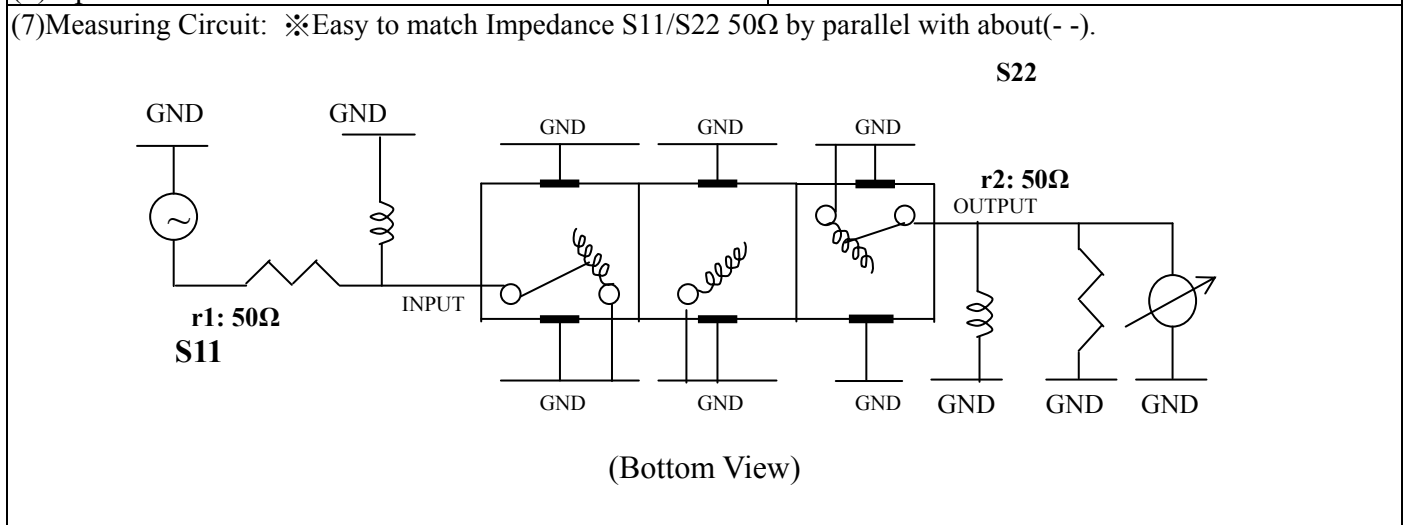 (7)Measuring Circuit: ※Easy to match Impedance S11/S22 50Ω by parallel with about(- -).
S22
GND GND GND GND GND
r2: 50Ω
OUTPUT
INPUT
r1: 50Ω
S11
GND GND GND GND GND GND
(Bottom View)